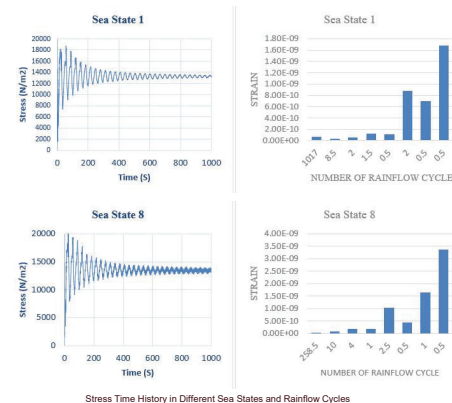 Sea State 1
20000
18000
16000
14000
12000
10000
8000
6000
4000
2000
0
Stress (N/m2)
0 200 400 600 800 1000
Time (S)
Sea State 1
1.80E-09
1.60E-09
1.40E-09
1.20E-09
1.00E-09
8.00E-10
6.00E-10
4.00E-10
2.00E-10
0.00E+00
STRAIN
1017 8.5 2 1.5 0.5 2 0.5 0.5
NUMBER OF RAINFLOW CYCLE
Sea State 8
20000
15000
10000
5000
0
Stress (N/m2)
0 200 400 600 800 1000
Time (S)
Sea State 8
4.00E-09
3.50E-09
3.00E-09
2.50E-09
2.00E-09
1.50E-09
1.00E-09
5.00E-10
0.00E+00
STRAIN
258.5 10 4 1 2.5 0.5 1 0.5
NUMBER OF RAINFLOW CYCLE
Stress Time History in Different Sea States and Rainflow Cycles